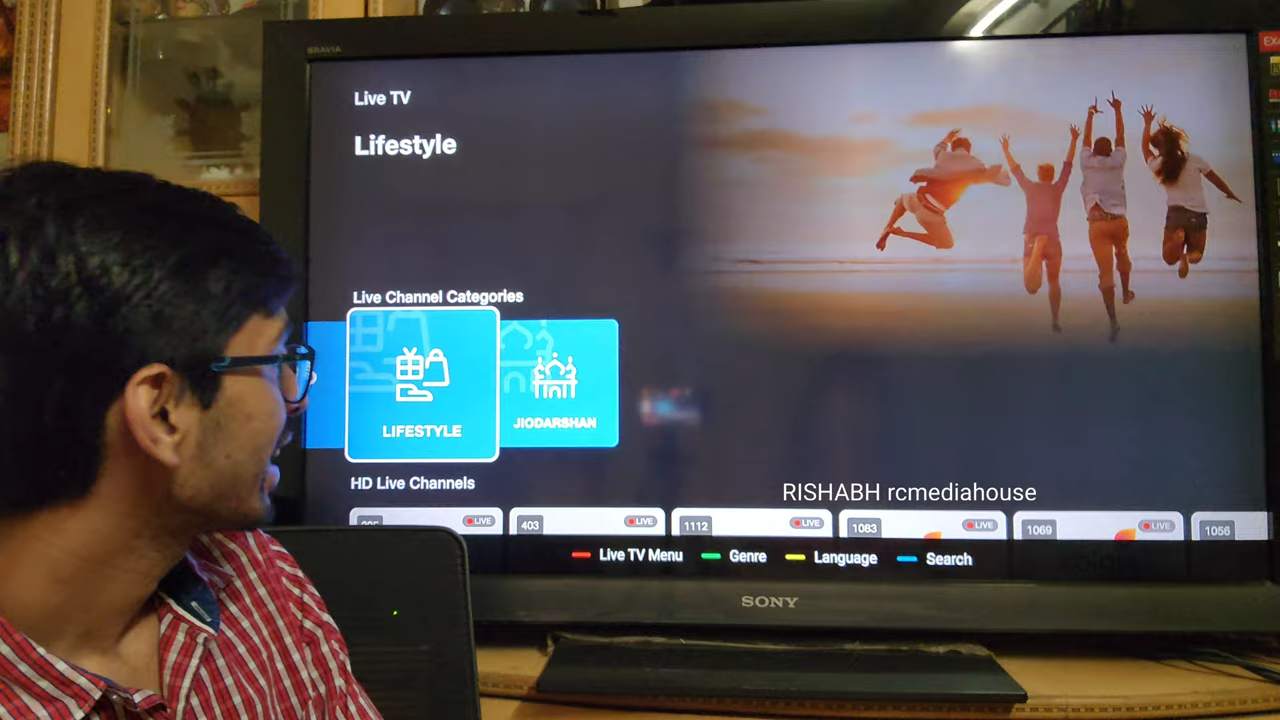 BRAVIA
Live TV
Lifestyle
Live Channel Categories
LIFESTYLE
JIODARSHAN
HD Live Channels
RISHABH rcmediahouse
LIVE
403 LIVE
1112 LIVE
1083 LIVE
1069 LIVE
1056
Live TV Menu Genre Language Search
SONY